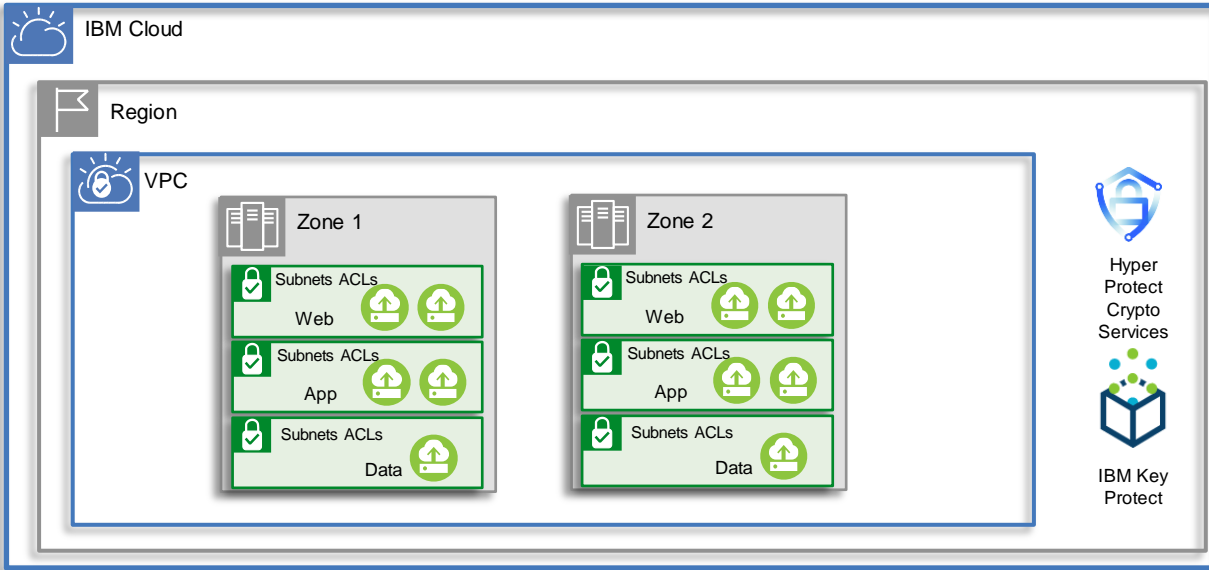 IBM Cloud
Region
VPC
Zone 1
Subnets ACLs
Web
Subnets ACLs
App
Subnets ACLs
Data
Zone 2
Subnets ACLs
Web
Subnets ACLs
App
Subnets ACLs
Data
Hyper
Protect
Crypto
Services
IBM Key
Protect